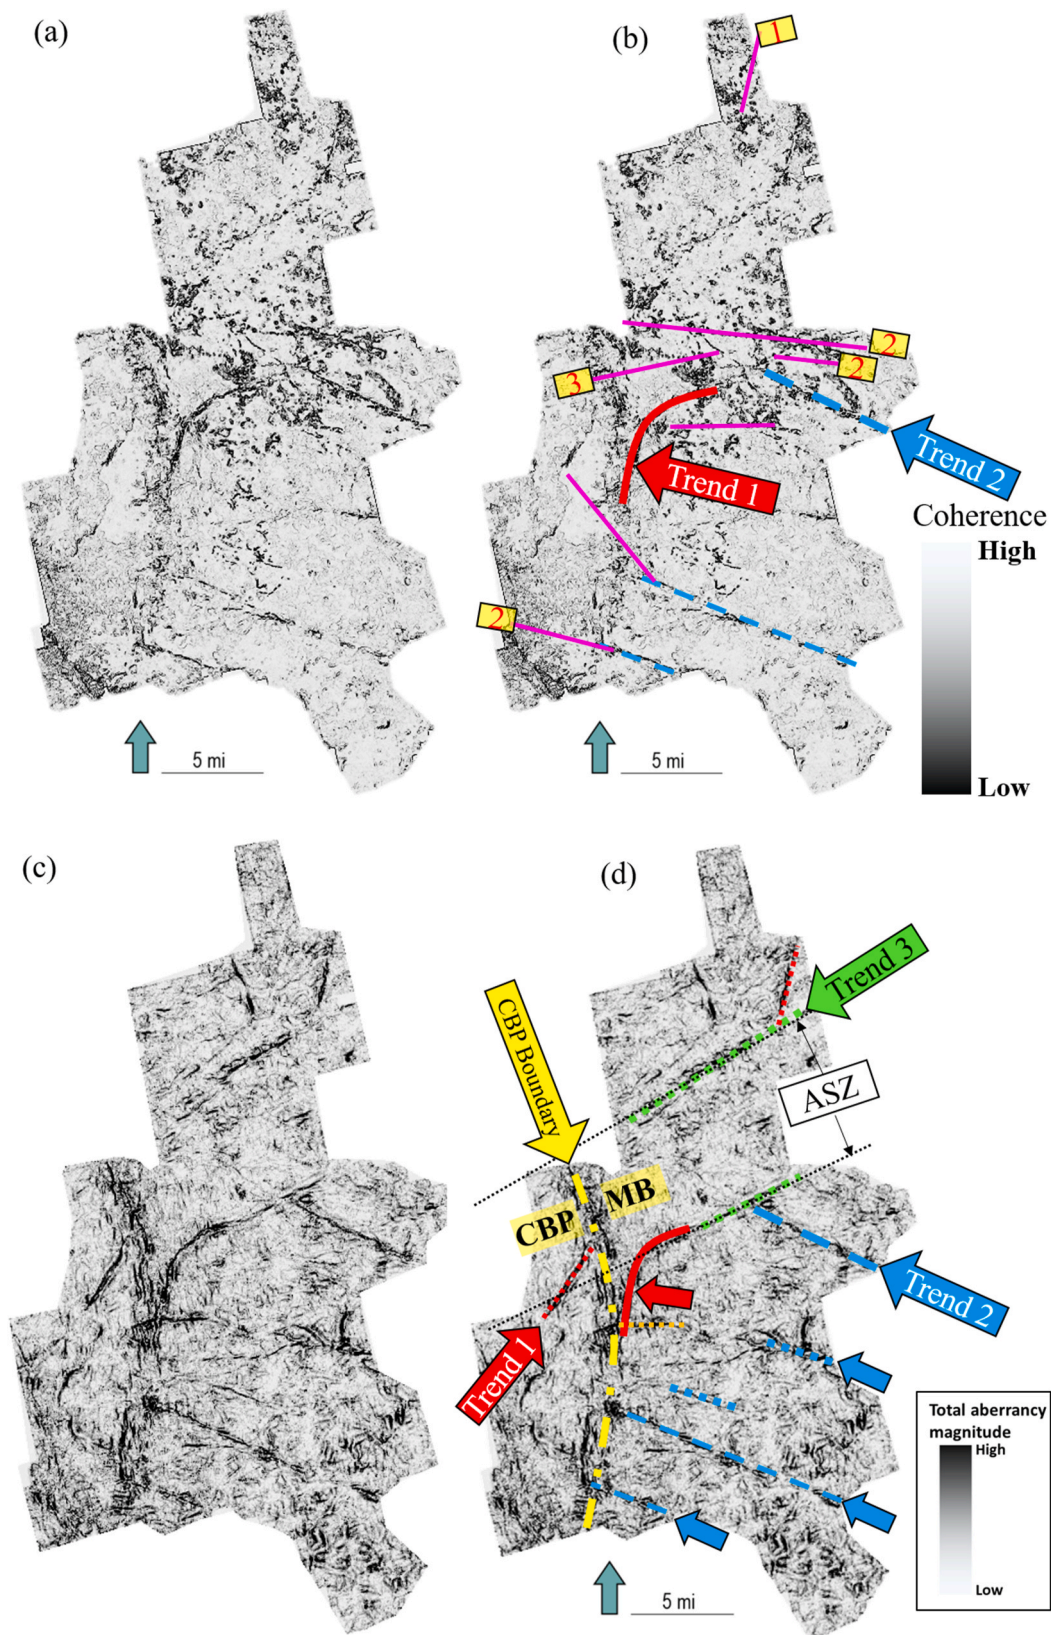 (a)
(b)
1
2
2
3
Trend 2
Trend 1
Coherence
High
2
Low
5 mi
5 mi
(c)
(d)
Trend 3
CBP Boundary
ASZ
MB
CBP
Trend 2
Trend 1
Total aberrancy
magnitude
High
Low
5 mi